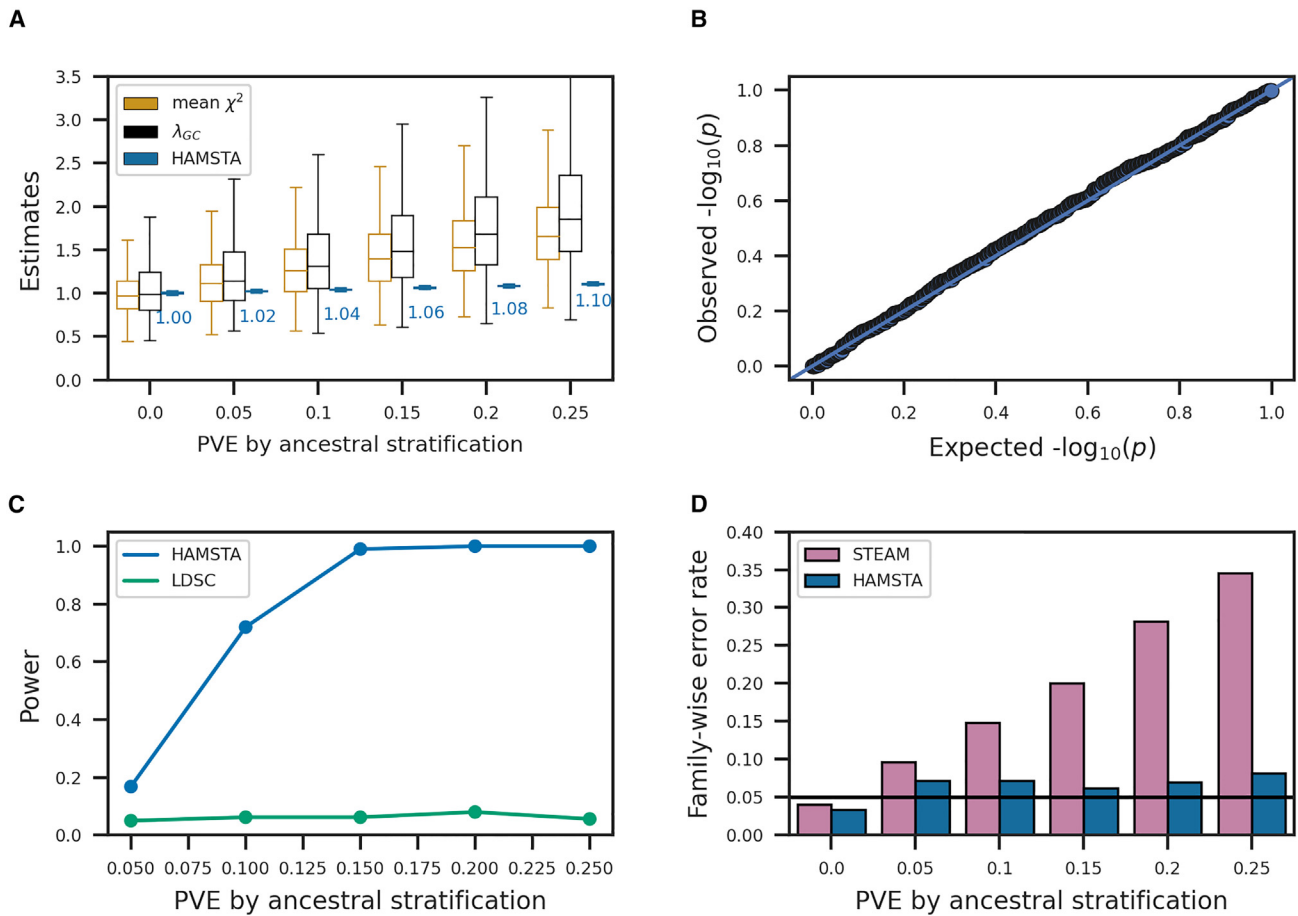 A
3.5
3.0
2.5
2.0
1.5
1.0
0.5
0.0
Estimates
mean χ²
λGC
HAMSTA
1.00
1.02
1.04
1.06
1.08
1.10
0.0 0.05 0.1 0.15 0.2 0.25
PVE by ancestral stratification
B
1.0
0.8
0.6
0.4
0.2
0.0
Observed -log₁₀(p)
0.0 0.2 0.4 0.6 0.8 1.0
Expected -log₁₀(p)
C
1.0
0.8
0.6
0.4
0.2
0.0
Power
HAMSTA
LDSC
0.050 0.075 0.100 0.125 0.150 0.175 0.200 0.225 0.250
PVE by ancestral stratification
D
0.40
0.35
0.30
0.25
0.20
0.15
0.10
0.05
0.00
Family-wise error rate
STEAM
HAMSTA
0.0 0.05 0.1 0.15 0.2 0.25
PVE by ancestral stratification